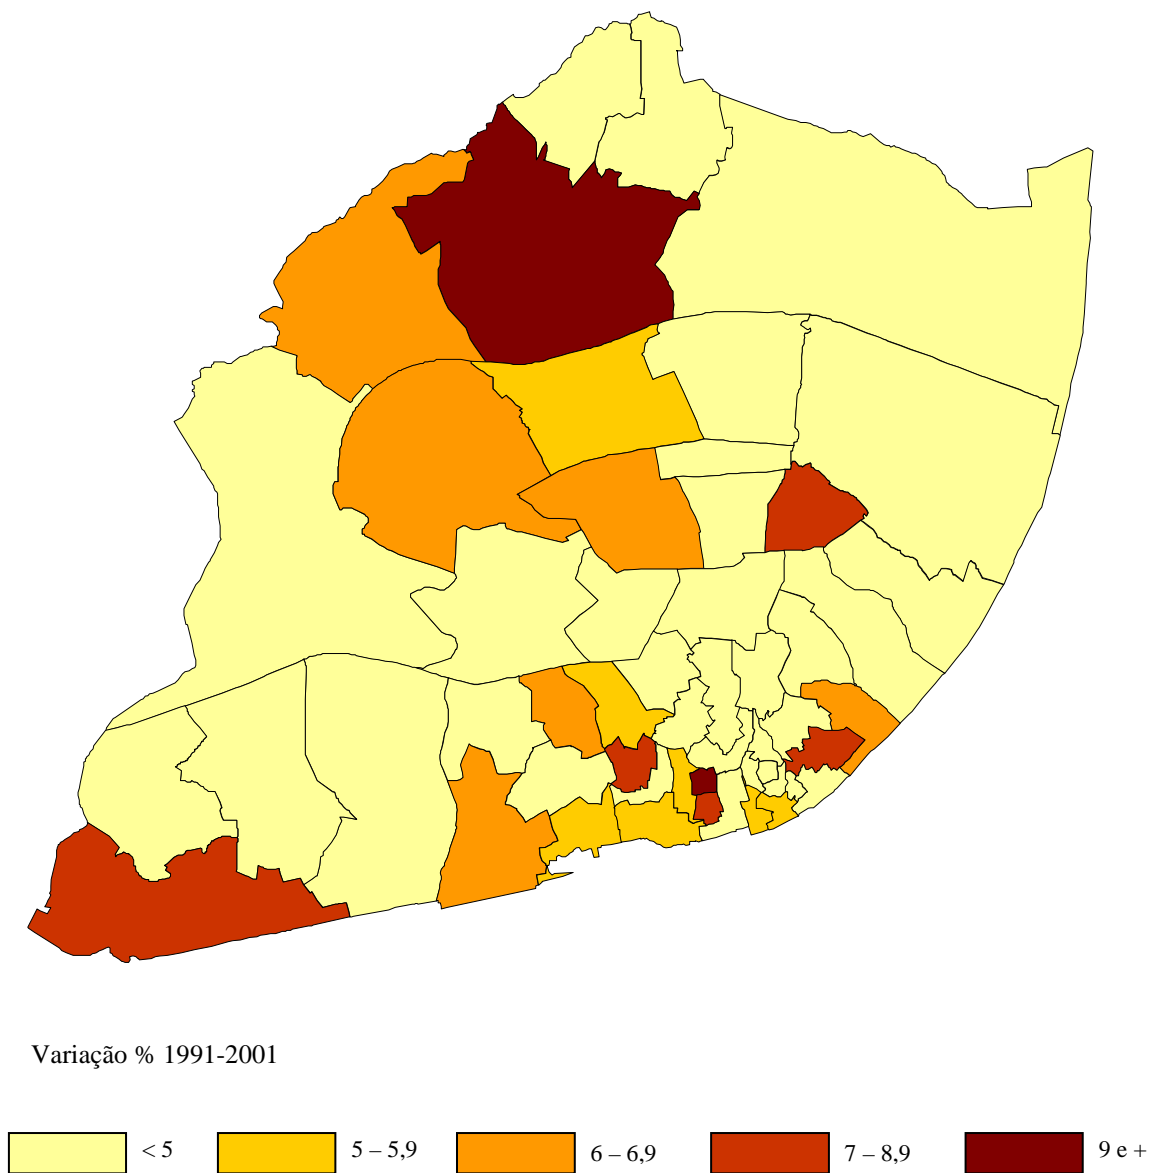 Variação % 1991-2001
< 5 5 – 5,9 6 – 6,9 7 – 8,9 9 e +